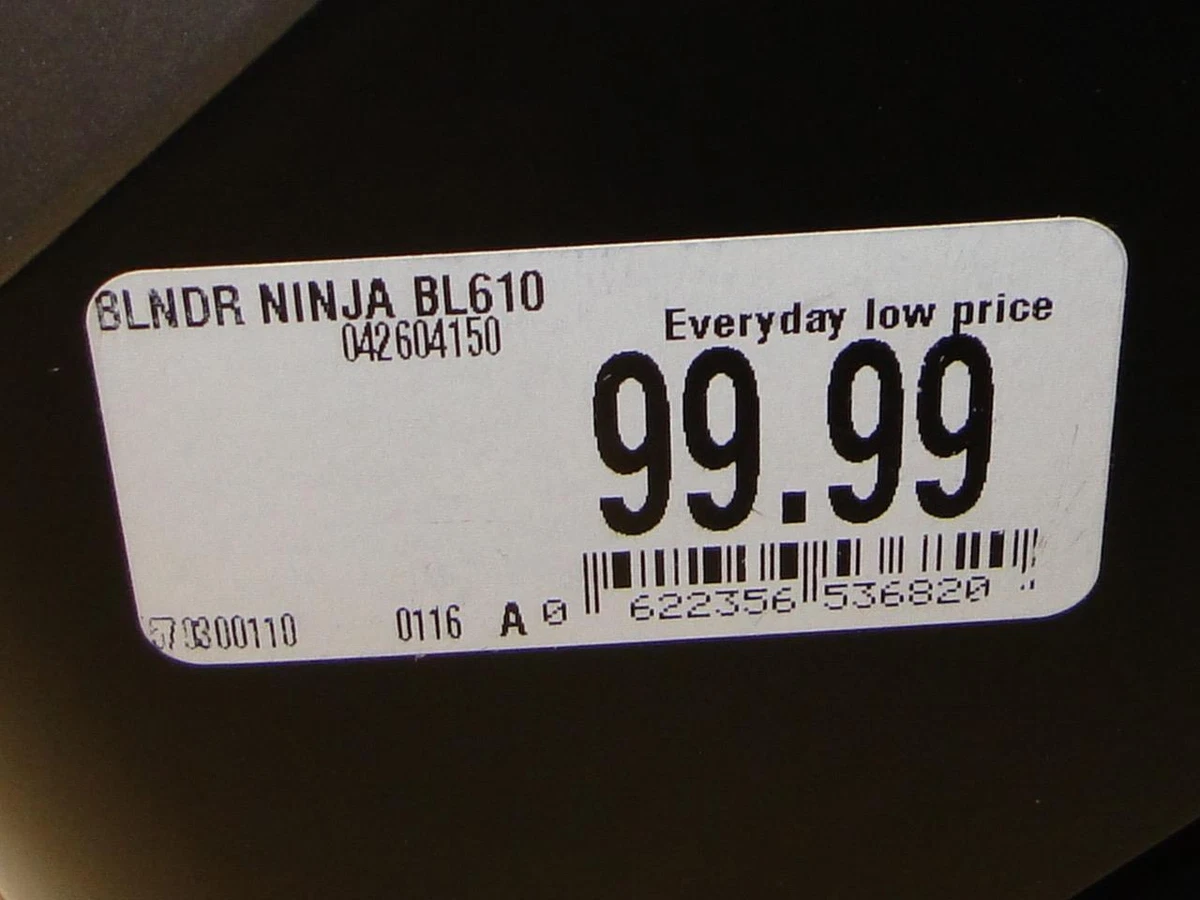 BLNDR NINJA BL610
042604150
Everyday low price
99.99
0116 A 0 622356 536820